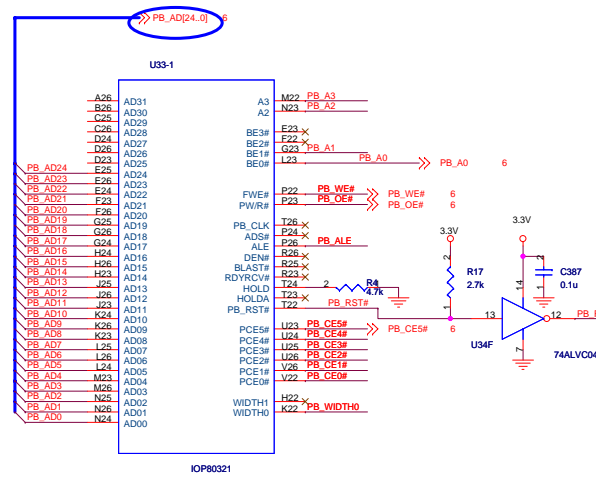 PB_AD[24..0] 6
U33-1
A26 AD31 A3 M22 PB_A3
B26 AD30 A2 N23 PB_A2
C25 AD29
C26 AD28 BE3# E23
D24 AD27 BE2# F22
D26 AD26 BE1# G23 PB_A1
D23 AD25 BE0# L23 PB_A0 PB_A0 6
PB_AD24 E25 AD24
PB_AD23 E26 AD23
PB_AD22 E24 AD22 FWE# P22 PB_WE# PB_WE# 6
PB_AD21 F23 AD21 PW/R# P23 PB_OE# PB_OE# 6
PB_AD20 F26 AD20
PB_AD19 G25 AD19 PB_CLK T26
PB_AD18 G26 AD18 ADS# P24
PB_AD17 G24 AD17 ALE P26 PB_ALE
PB_AD16 H24 AD16 DEN# R26
PB_AD15 H26 AD15 BLAST# R25
PB_AD14 H23 AD14 RDYRCV# R23
PB_AD13 J25 AD13 HOLD T24 2 R4 4.7k
PB_AD12 J26 AD12 HOLDA T23
PB_AD11 J23 AD11 PB_RST# T22 PB_RST#
PB_AD10 K24 AD10
PB_AD9 K26 AD09 PCE5# U23 PB_CE5# PB_CE5# 6
PB_AD8 K23 AD08 PCE4# U24 PB_CE4#
PB_AD7 L25 AD07 PCE3# U25 PB_CE3#
PB_AD6 L26 AD06 PCE2# U26 PB_CE2#
PB_AD5 L24 AD05 PCE1# V26 PB_CE1#
PB_AD4 M23 AD04 PCE0# V22 PB_CE0#
PB_AD3 M26 AD03
PB_AD2 N25 AD02 WIDTH1 H22
PB_AD1 N26 AD01 WIDTH0 K22 PB_WIDTH0
PB_AD0 N24 AD00
IOP80321
3.3V
3.3V
2 R17 2.7k 1
2 C387 0.1u 1
14
13 12
U34F
7
74ALVC04